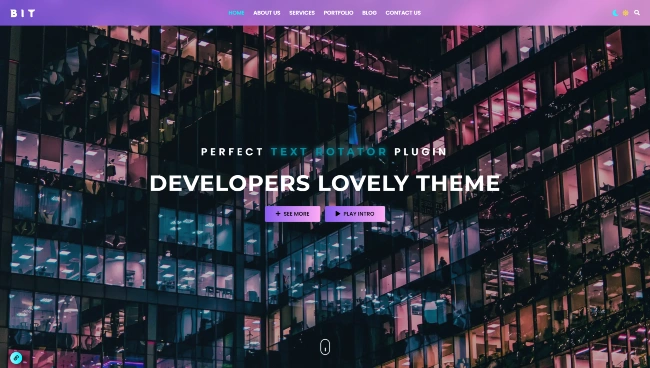 BIT
HOME ABOUT US SERVICES PORTFOLIO BLOG CONTACT US
PERFECT TEXT ROTATOR PLUGIN
DEVELOPERS LOVELY THEME
SEE MORE PLAY INTRO